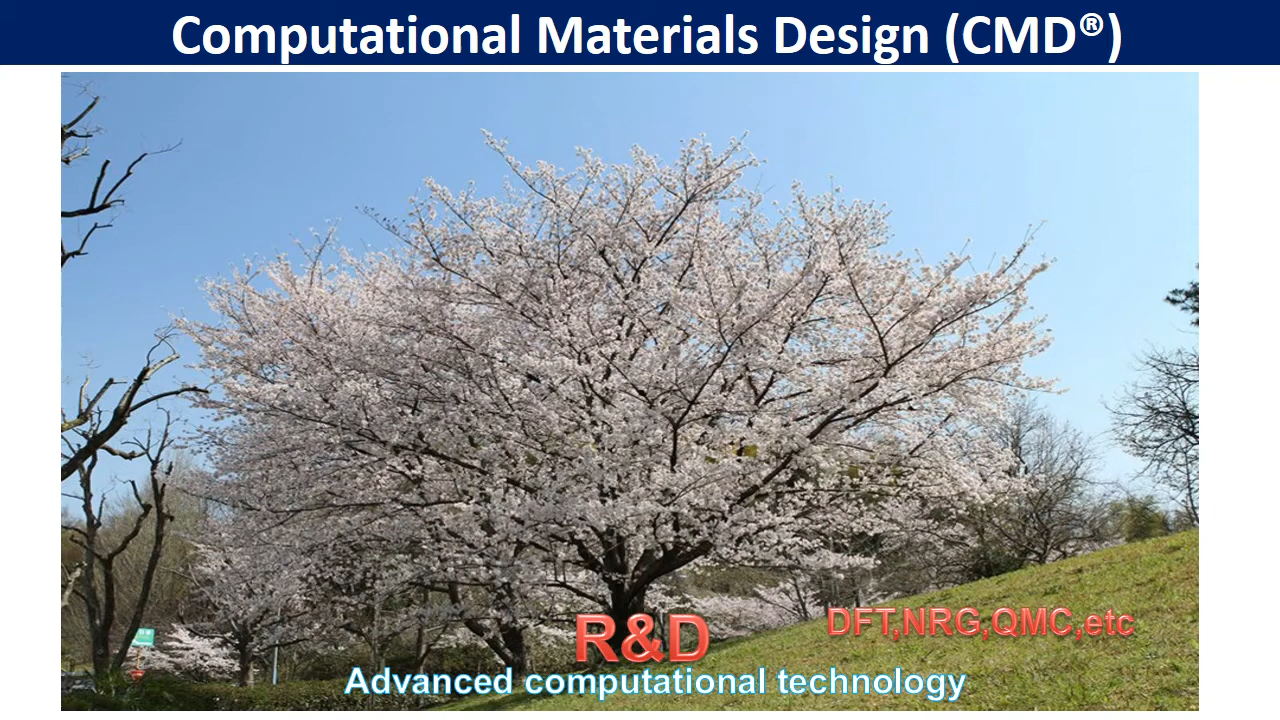 Computational Materials Design (CMD®)
R&D
DFT,NRG,QMC,etc
Advanced computational technology